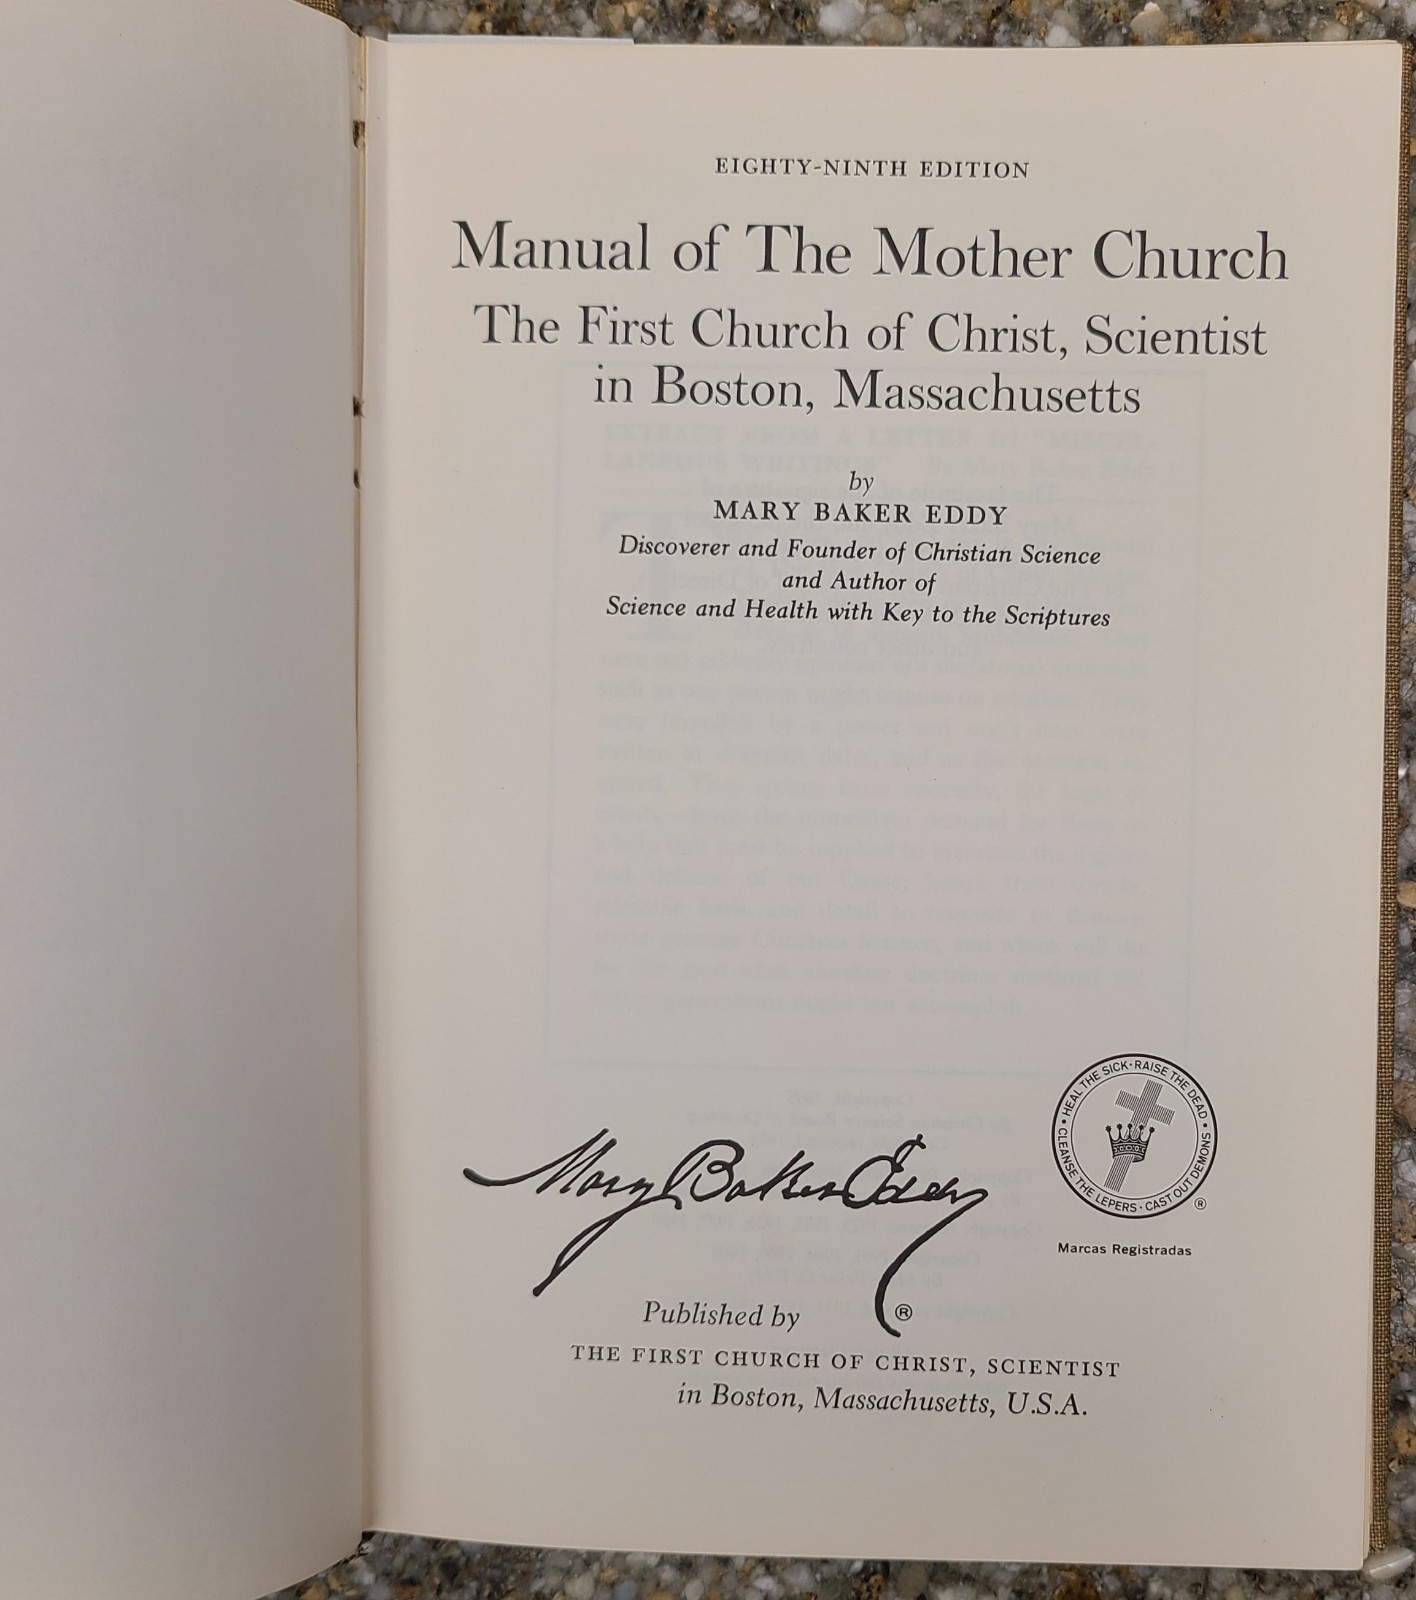 EIGHTY-NINTH EDITION
Manual of The Mother Church
The First Church of Christ, Scientist
in Boston, Massachusetts
by
MARY BAKER EDDY
Discoverer and Founder of Christian Science
and Author of
Science and Health with Key to the Scriptures
HEAL THE SICK · RAISE THE DEAD · CAST OUT DEMONS · CLEANSE THE LEPERS ·
®
Marcas Registradas
Mary Baker Eddy
®
Published by
THE FIRST CHURCH OF CHRIST, SCIENTIST
in Boston, Massachusetts, U.S.A.